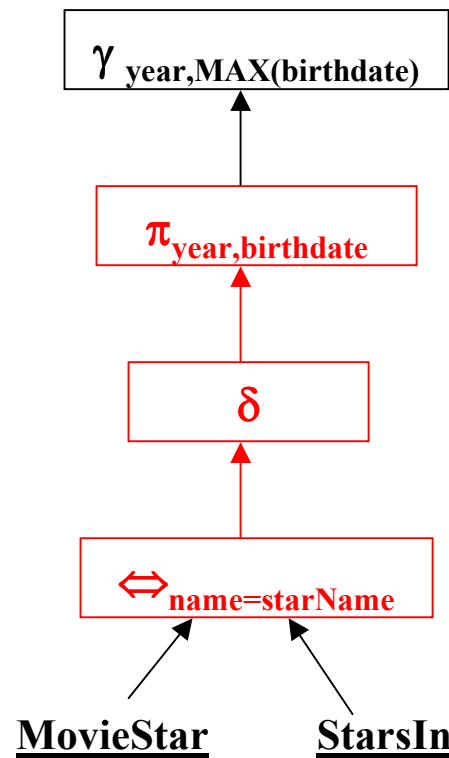 γ year,MAX(birthdate)
π year,birthdate
δ
⇔ name=starName
MovieStar StarsIn